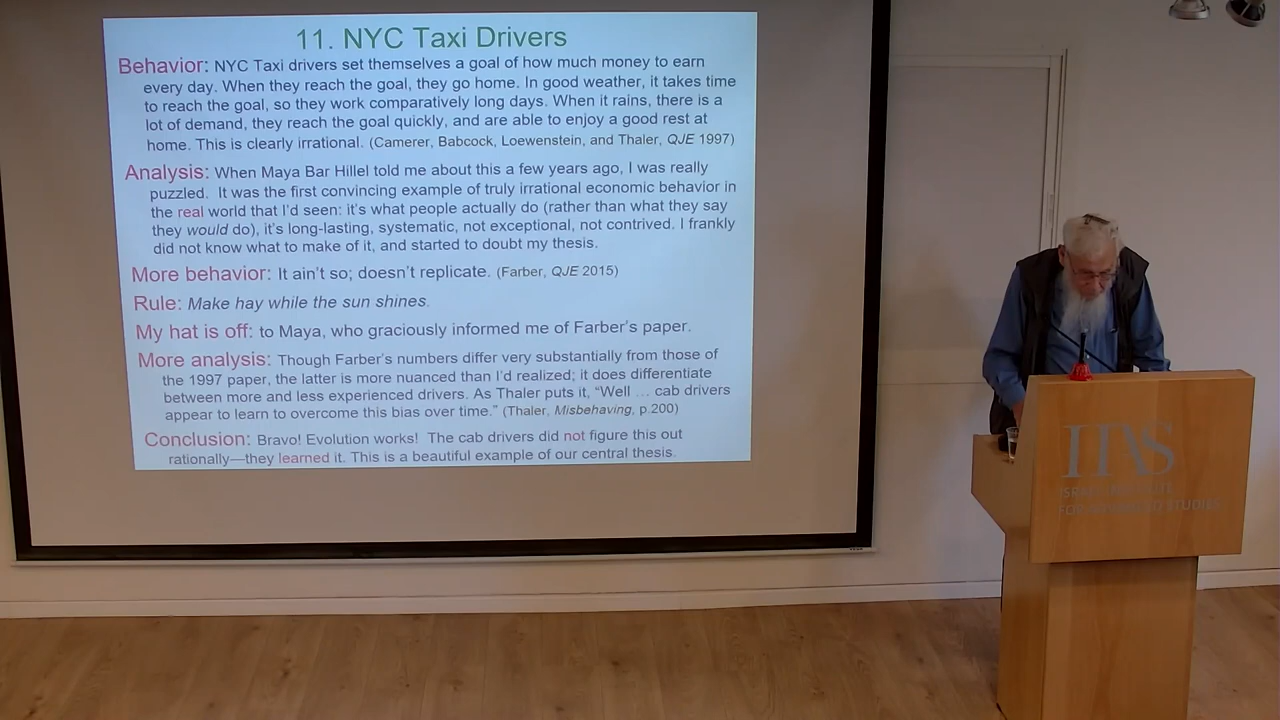 11. NYC Taxi Drivers
Behavior: NYC Taxi drivers set themselves a goal of how much money to earn
every day. When they reach the goal, they go home. In good weather, it takes time
to reach the goal, so they work comparatively long days. When it rains, there is a
lot of demand, they reach the goal quickly, and are able to enjoy a good rest at
home. This is clearly irrational. (Camerer, Babcock, Loewenstein, and Thaler, QJE 1997)
Analysis: When Maya Bar Hillel told me about this a few years ago, I was really
puzzled. It was the first convincing example of truly irrational economic behavior in
the real world that I'd seen: it's what people actually do (rather than what they say
they would do), it's long-lasting, systematic, not exceptional, not contrived. I frankly
did not know what to make of it, and started to doubt my thesis.
More behavior: It ain't so; doesn't replicate. (Farber, QJE 2015)
Rule: Make hay while the sun shines.
My hat is off: to Maya, who graciously informed me of Farber's paper.
More analysis: Though Farber's numbers differ very substantially from those of
the 1997 paper, the latter is more nuanced than I'd realized; it does differentiate
between more and less experienced drivers. As Thaler puts it, “Well ... cab drivers
appear to learn to overcome this bias over time.” (Thaler, Misbehaving, p.200)
Conclusion: Bravo! Evolution works! The cab drivers did not figure this out
rationally—they learned it. This is a beautiful example of our central thesis.
IIAS
ISRAEL INSTITUTE
FOR ADVANCED STUDIES